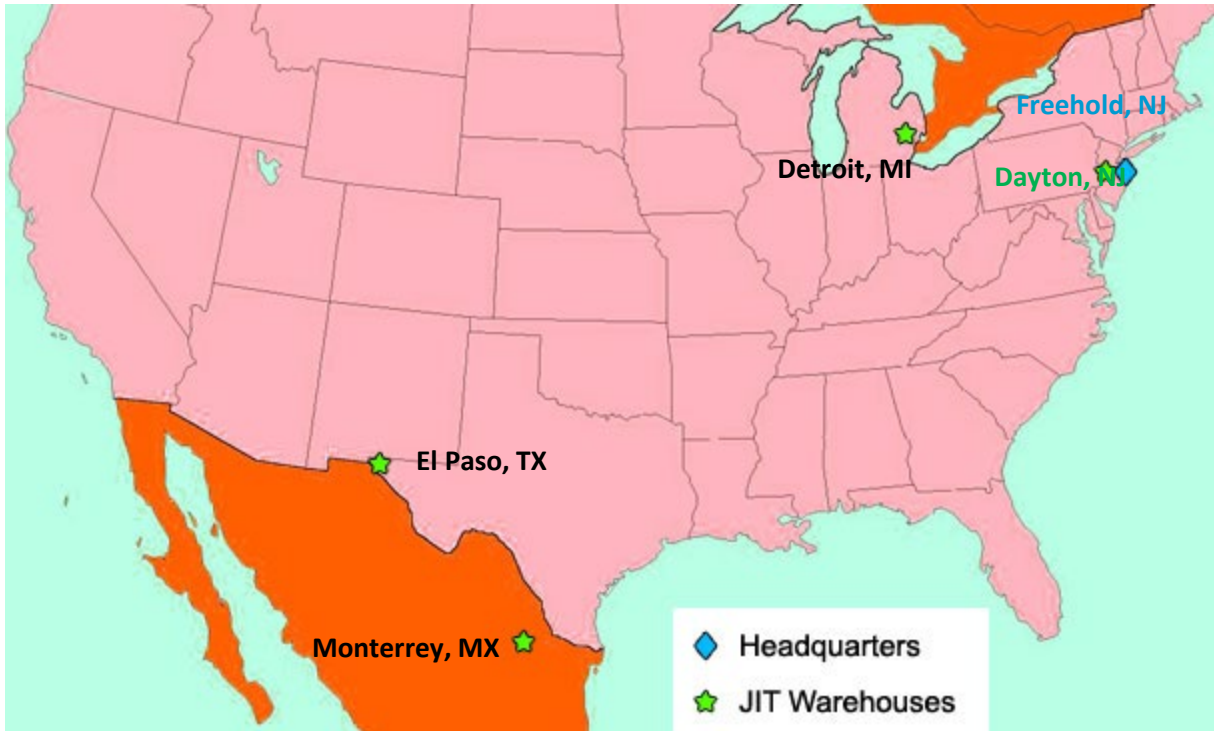 Freehold, NJ
Detroit, MI
Dayton, NJ
El Paso, TX
Monterrey, MX
Headquarters
JIT Warehouses